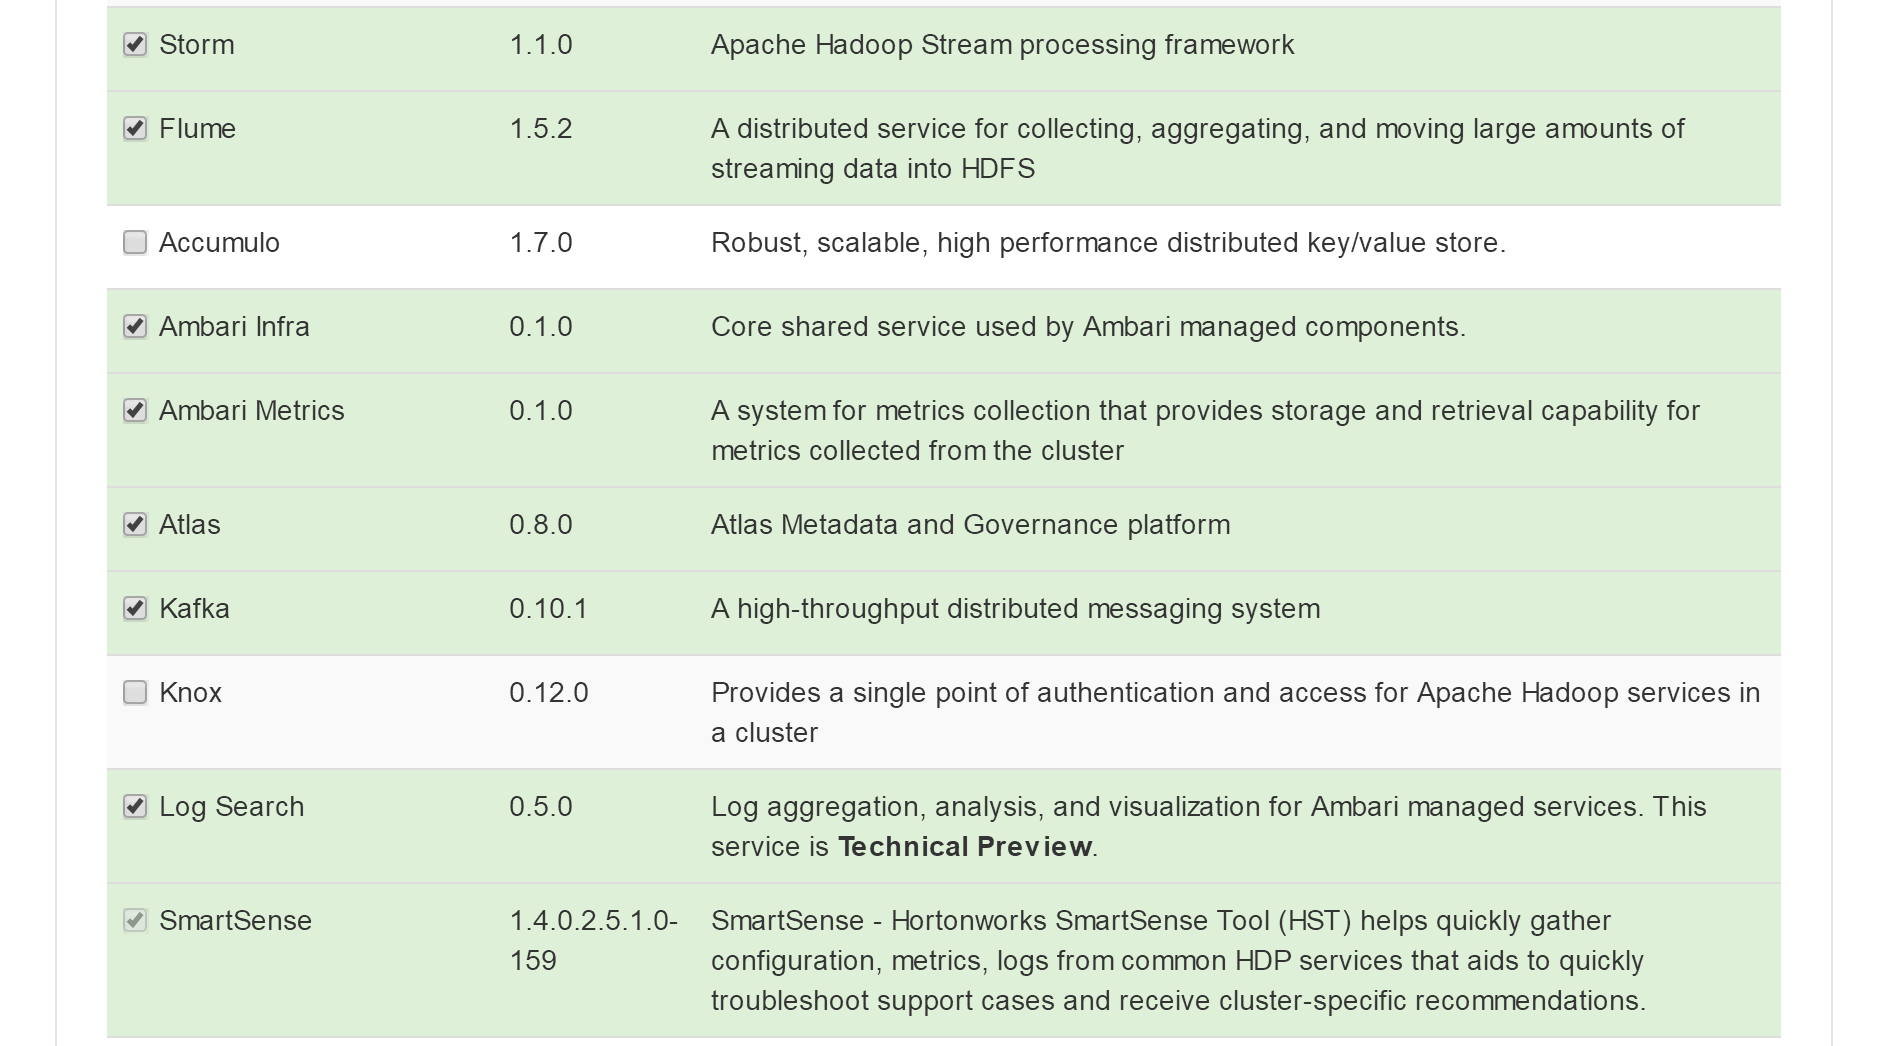 Storm 1.1.0 Apache Hadoop Stream processing framework
Flume 1.5.2 A distributed service for collecting, aggregating, and moving large amounts of
streaming data into HDFS
Accumulo 1.7.0 Robust, scalable, high performance distributed key/value store.
Ambari Infra 0.1.0 Core shared service used by Ambari managed components.
Ambari Metrics 0.1.0 A system for metrics collection that provides storage and retrieval capability for
metrics collected from the cluster
Atlas 0.8.0 Atlas Metadata and Governance platform
Kafka 0.10.1 A high-throughput distributed messaging system
Knox 0.12.0 Provides a single point of authentication and access for Apache Hadoop services in
a cluster
Log Search 0.5.0 Log aggregation, analysis, and visualization for Ambari managed services. This
service is Technical Preview.
SmartSense 1.4.0.2.5.1.0- SmartSense - Hortonworks SmartSense Tool (HST) helps quickly gather
159 configuration, metrics, logs from common HDP services that aids to quickly
troubleshoot support cases and receive cluster-specific recommendations.